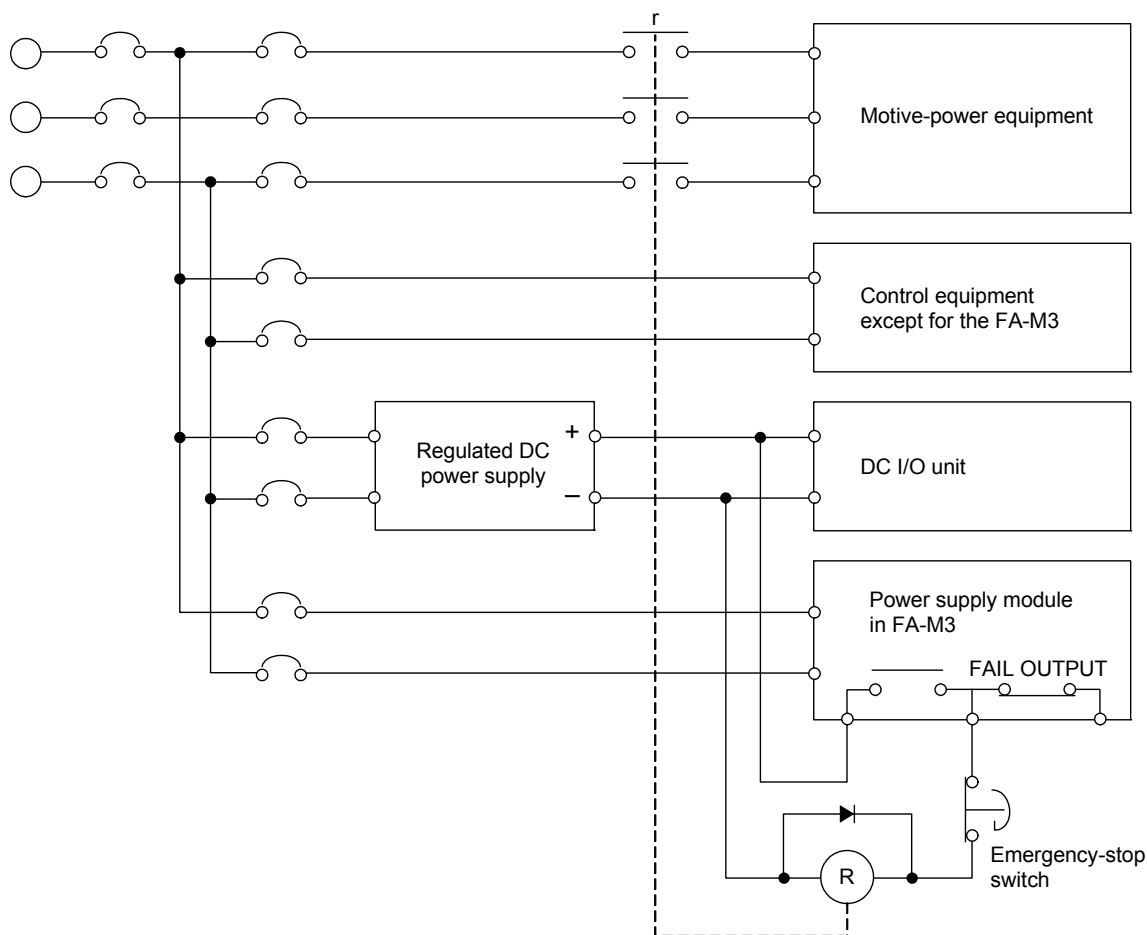 r
Motive-power equipment
Control equipment
except for the FA-M3
Regulated DC
power supply
+
−
DC I/O unit
Power supply module
in FA-M3
FAIL OUTPUT
Emergency-stop
switch
R